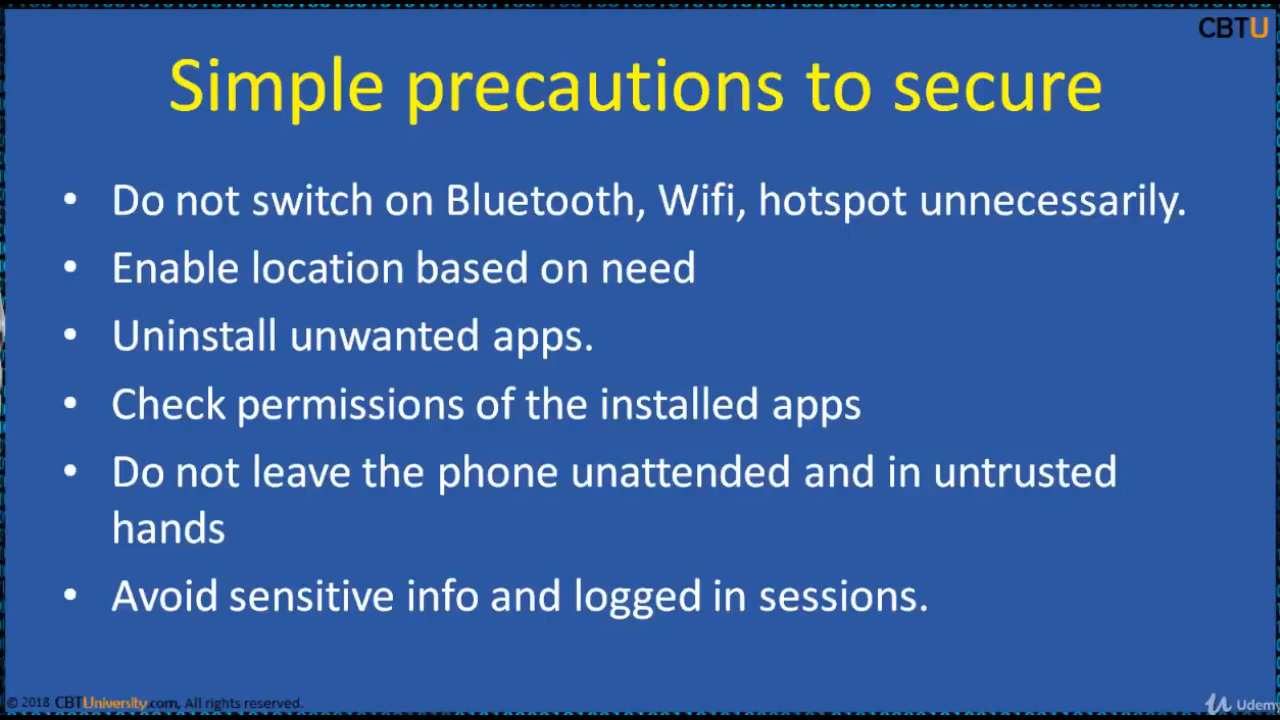 CBTU
Simple precautions to secure
• Do not switch on Bluetooth, Wifi, hotspot unnecessarily.
• Enable location based on need
• Uninstall unwanted apps.
• Check permissions of the installed apps
• Do not leave the phone unattended and in untrusted
hands
• Avoid sensitive info and logged in sessions.
© 2018 CBTUniversity.com, All rights reserved.
Udemy